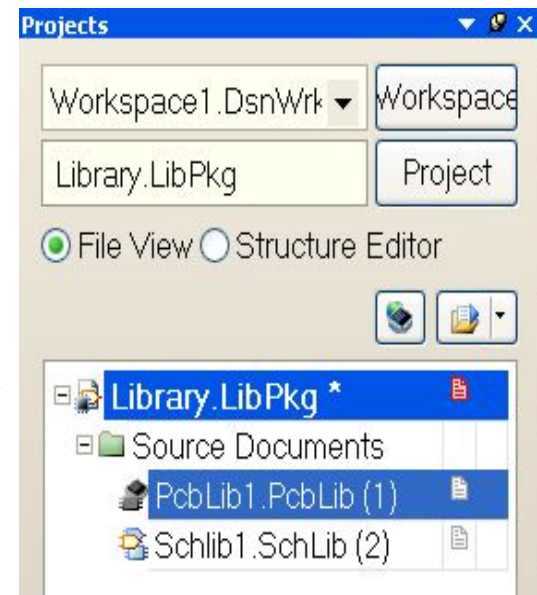 Projects
Workspace1.DsnWrk Workspace
Library.LibPkg Project
File View Structure Editor
Library.LibPkg *
Source Documents
PcbLib1.PcbLib (1)
Schlib1.SchLib (2)